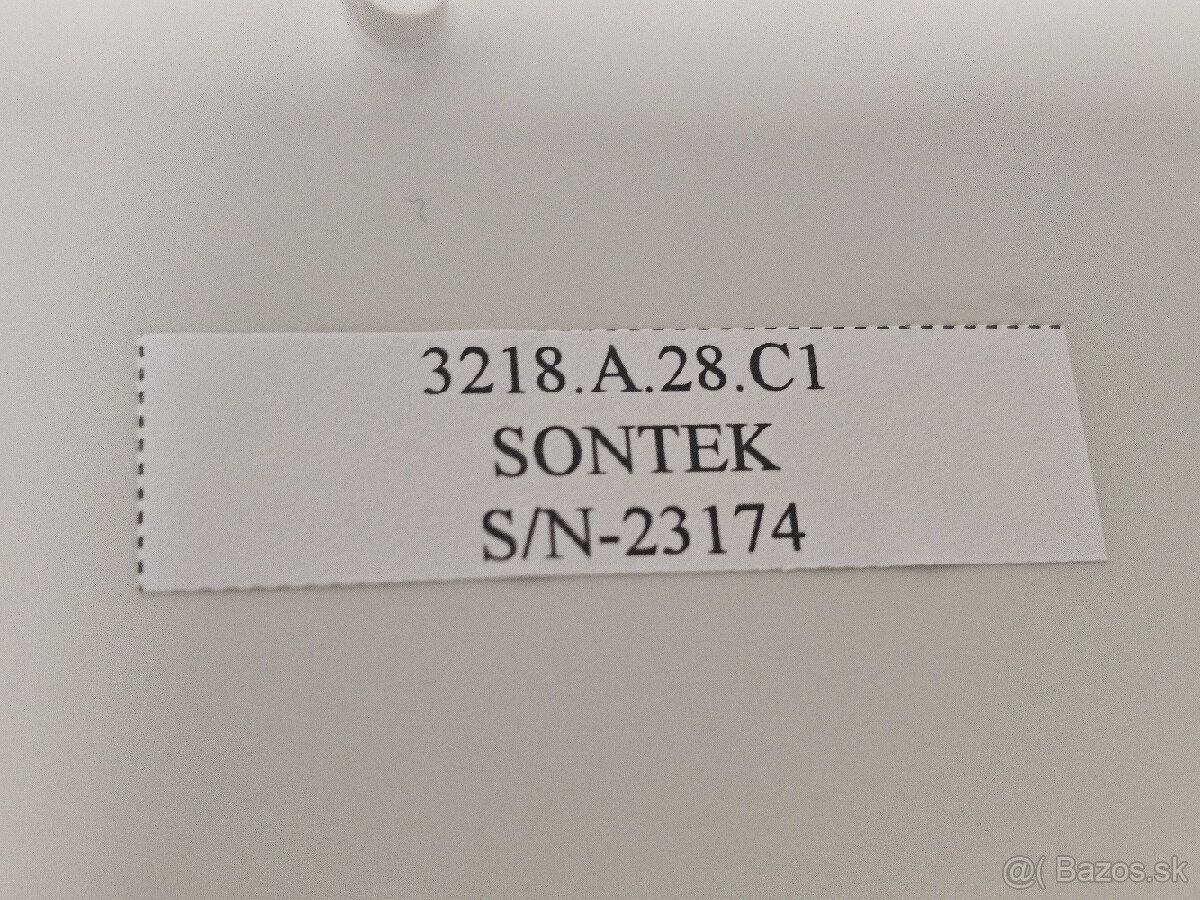 3218.A.28.C1
SONTEK
S/N-23174
@( Bazos.sk